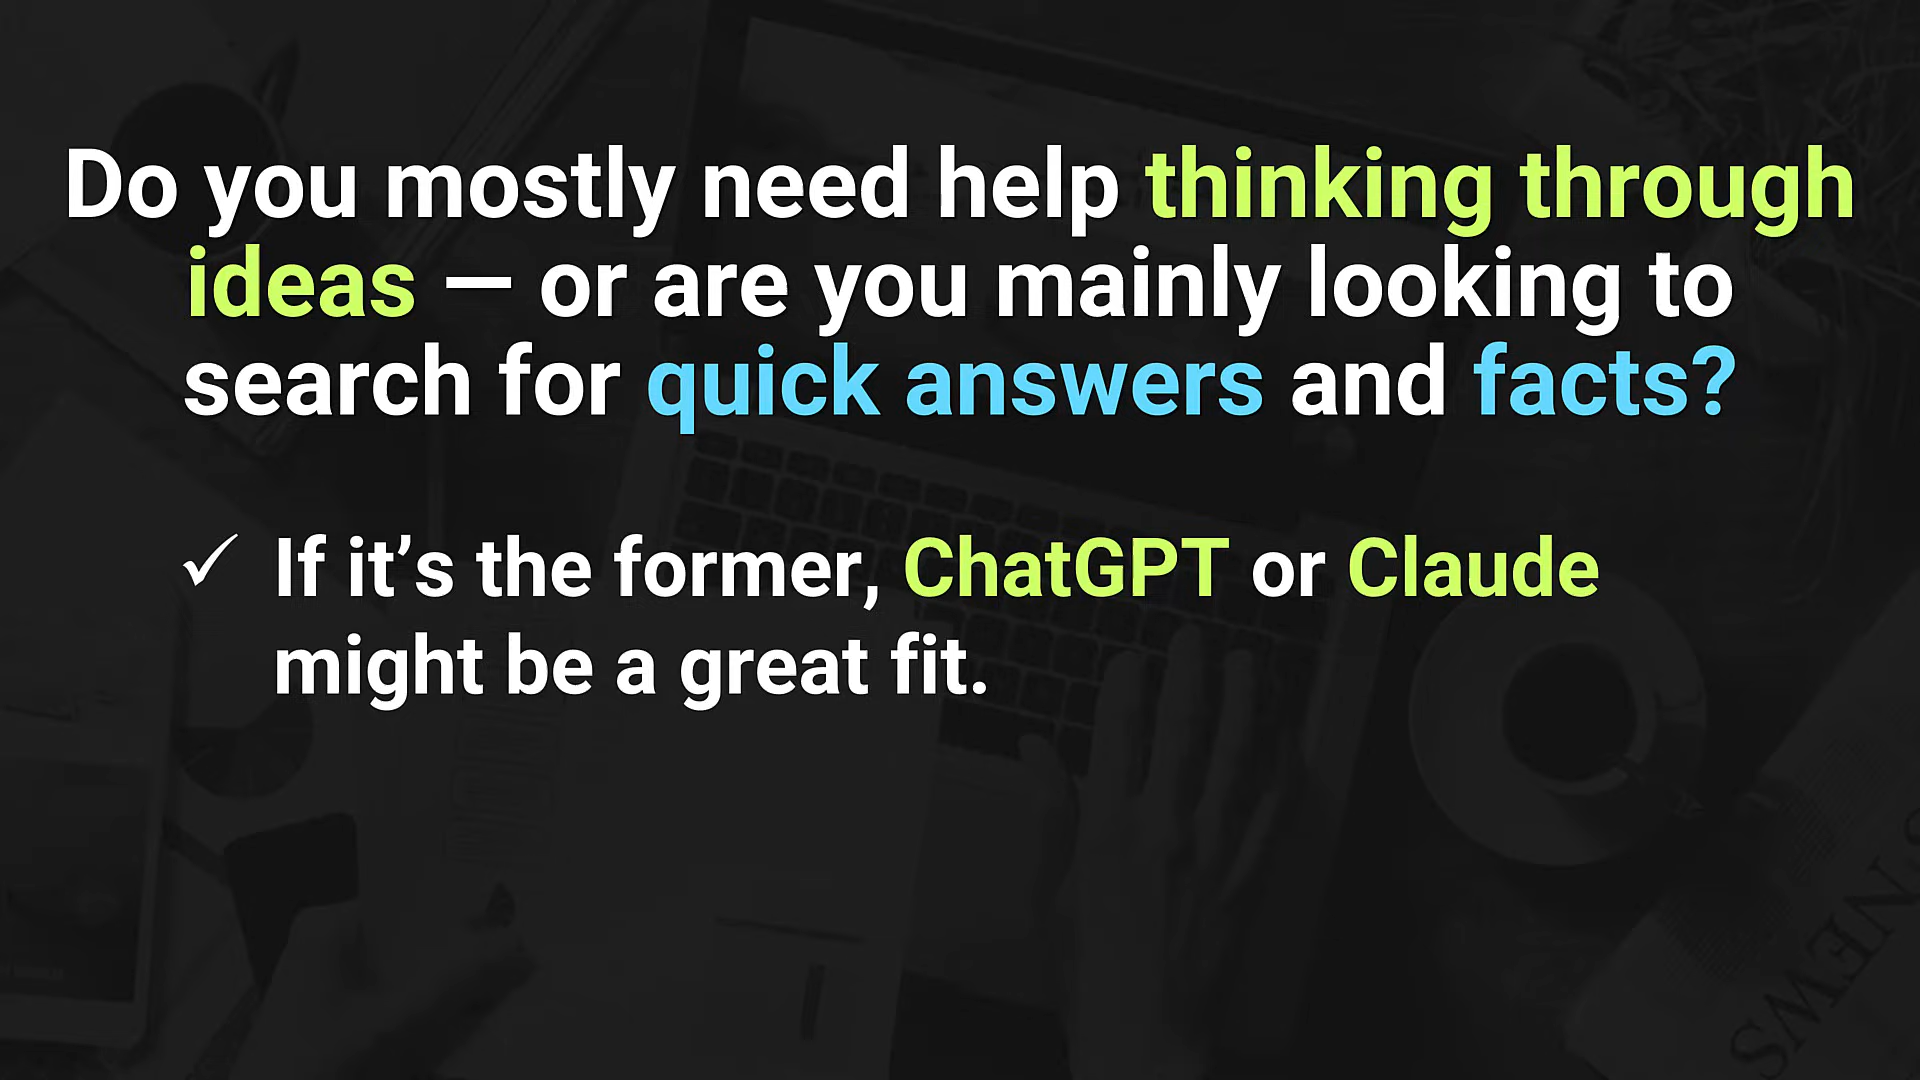 Do you mostly need help thinking through
ideas — or are you mainly looking to
search for quick answers and facts?
✓ If it’s the former, ChatGPT or Claude
might be a great fit.
NEWS